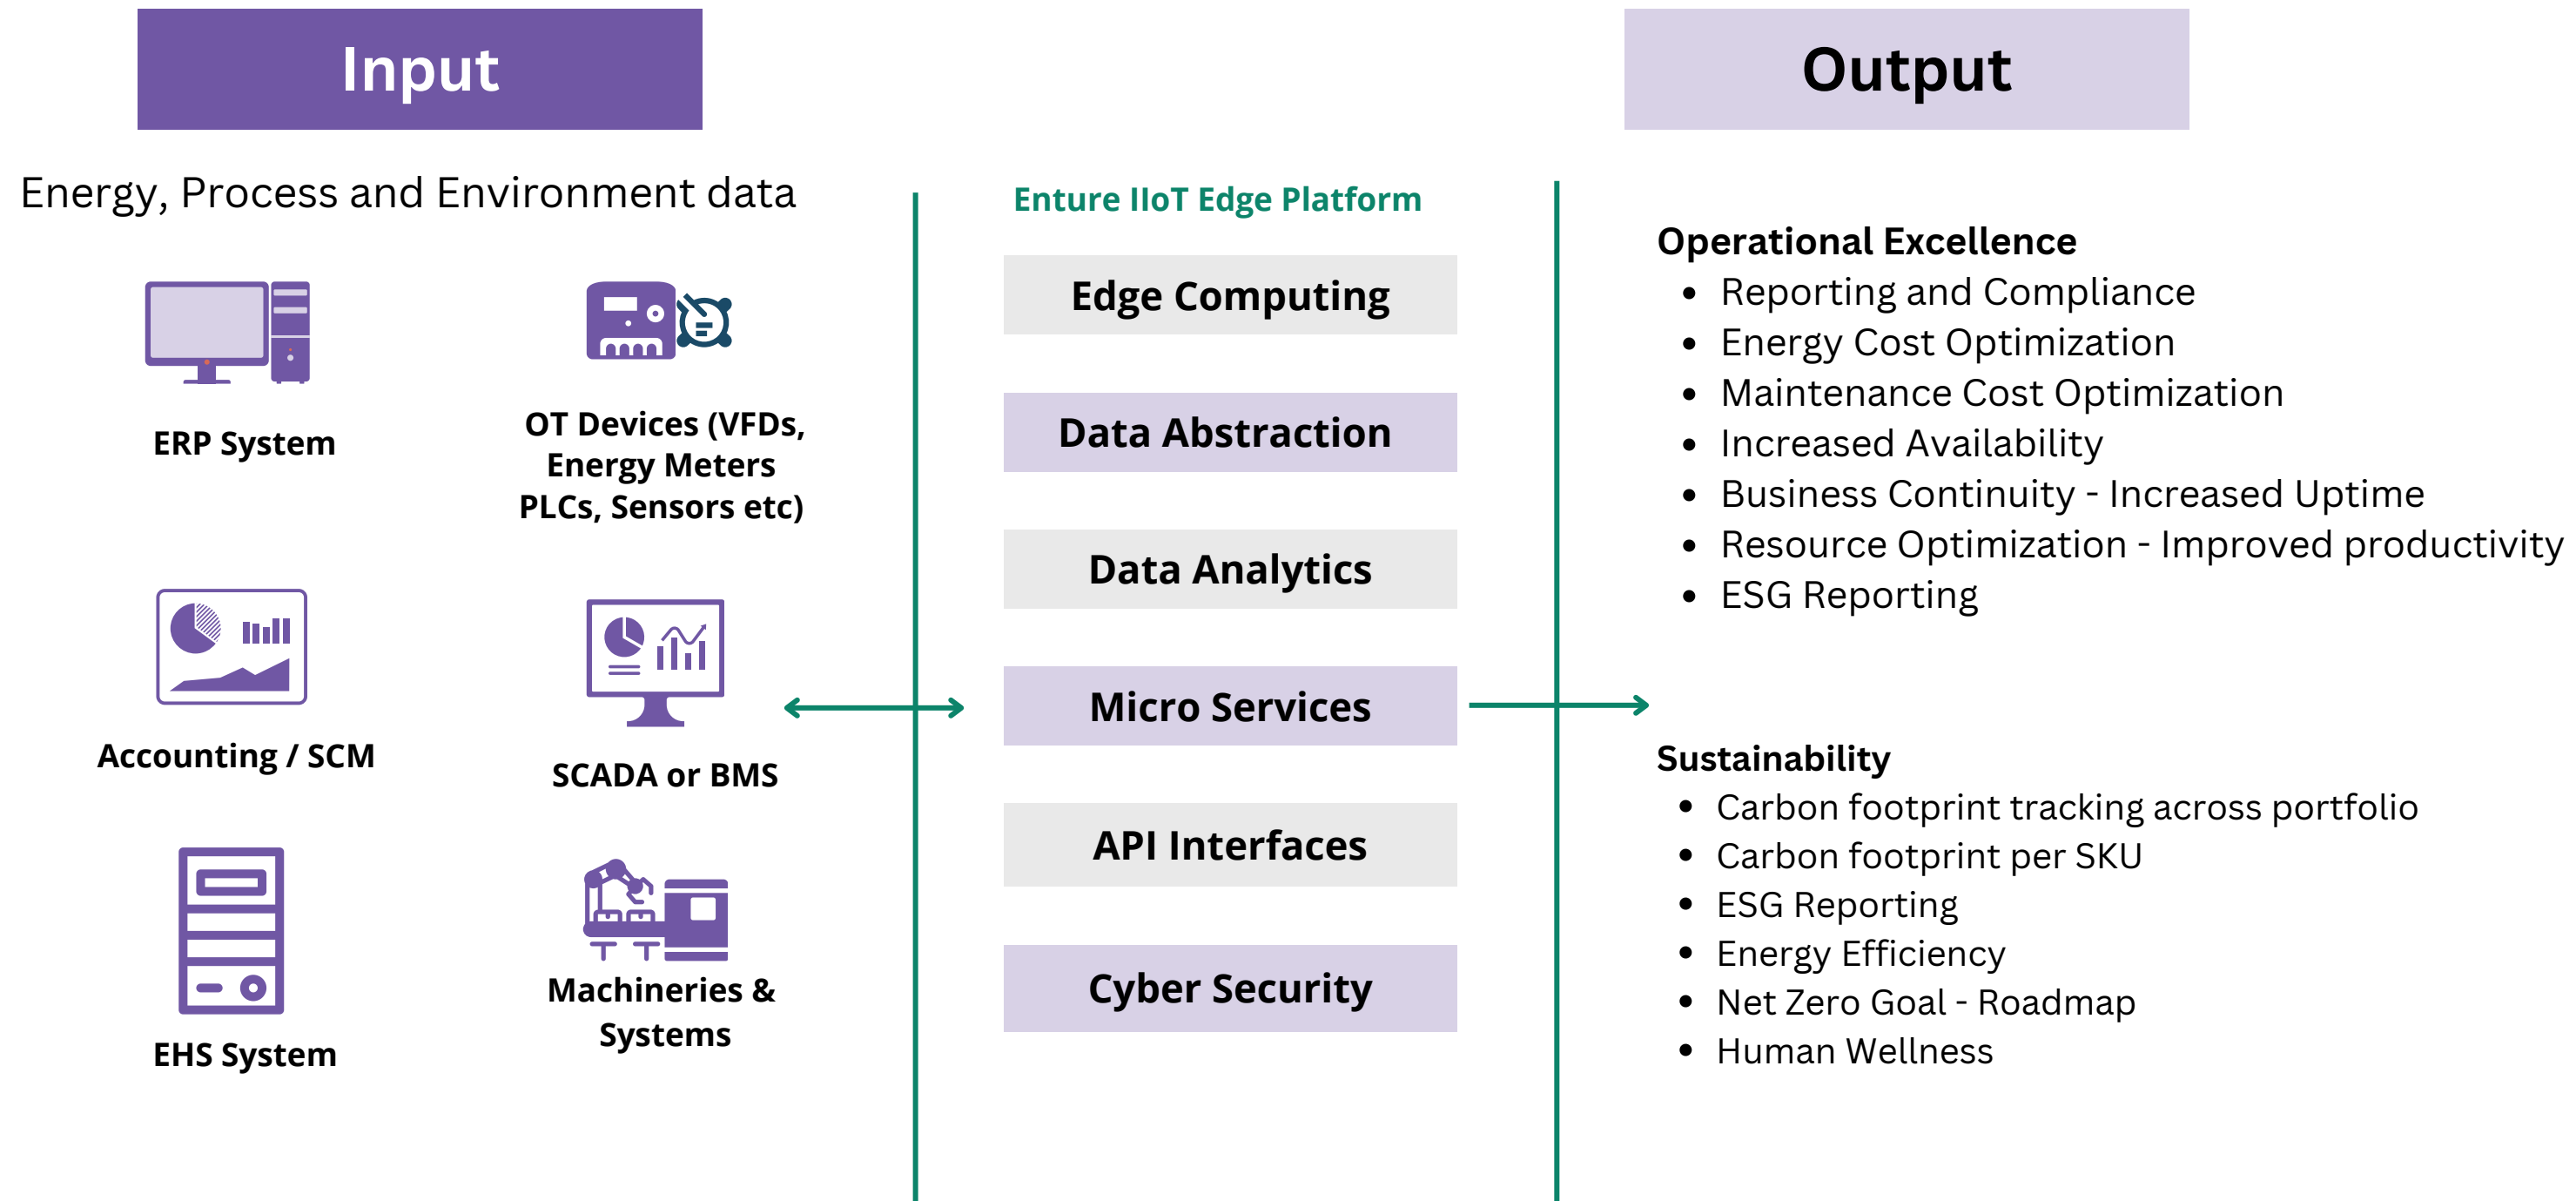 Input
Energy, Process and Environment data
ERP System
OT Devices (VFDs,
Energy Meters
PLCs, Sensors etc)
Accounting / SCM
SCADA or BMS
EHS System
Machineries &
Systems
Enture IIoT Edge Platform
Edge Computing
Data Abstraction
Data Analytics
Micro Services
API Interfaces
Cyber Security
Output
Operational Excellence
• Reporting and Compliance
• Energy Cost Optimization
• Maintenance Cost Optimization
• Increased Availability
• Business Continuity - Increased Uptime
• Resource Optimization - Improved productivity
• ESG Reporting
Sustainability
• Carbon footprint tracking across portfolio
• Carbon footprint per SKU
• ESG Reporting
• Energy Efficiency
• Net Zero Goal - Roadmap
• Human Wellness